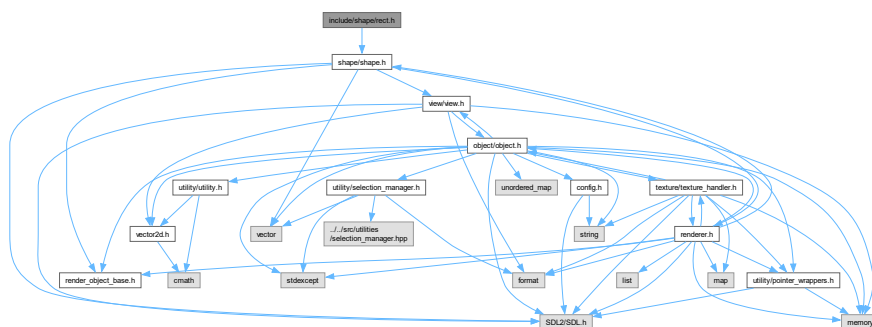 include/shape/rect.h
shape/shape.h
view/view.h
object/object.h
utility/utility.h
utility/selection_manager.h
unordered_map
config.h
texture/texture_handler.h
vector2d.h
vector
../../src/utilities
/selection_manager.hpp
string
renderer.h
render_object_base.h
cmath
stdexcept
format
list
map
utility/pointer_wrappers.h
SDL2/SDL.h
memory